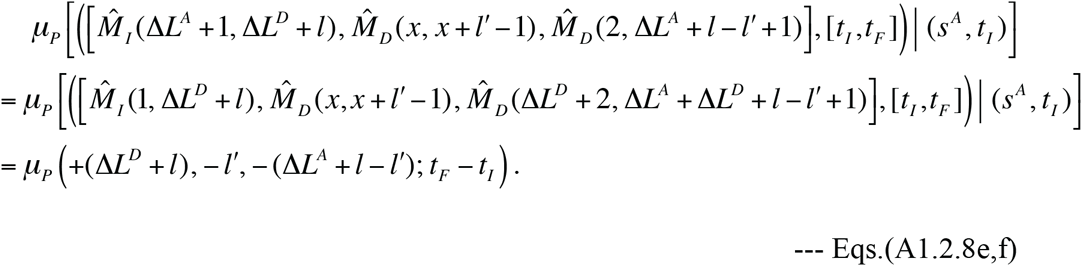 μ_P[([M̂_I(ΔL^A + 1, ΔL^D + l), M̂_D(x, x + l′ − 1), M̂_D(2, ΔL^A + l − l′ + 1)], [t_I, t_F]) | (s^A, t_I)]
= μ_P[([M̂_I(1, ΔL^D + l), M̂_D(x, x + l′ − 1), M̂_D(ΔL^D + 2, ΔL^A + ΔL^D + l − l′ + 1)], [t_I, t_F]) | (s^A, t_I)]
= μ_P(+(ΔL^D + l), −l′, −(ΔL^A + l − l′); t_F − t_I).
--- Eqs.(A1.2.8e,f)